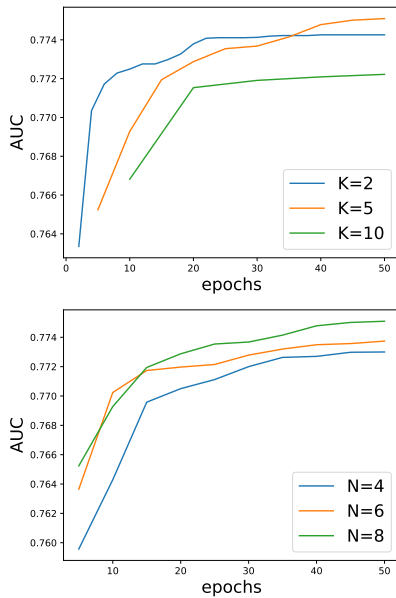 0.774
0.772
0.770
0.768
0.766
0.764
AUC
K=2
K=5
K=10
0 10 20 30 40 50
epochs
0.774
0.772
0.770
0.768
0.766
0.764
0.762
0.760
AUC
N=4
N=6
N=8
10 20 30 40 50
epochs